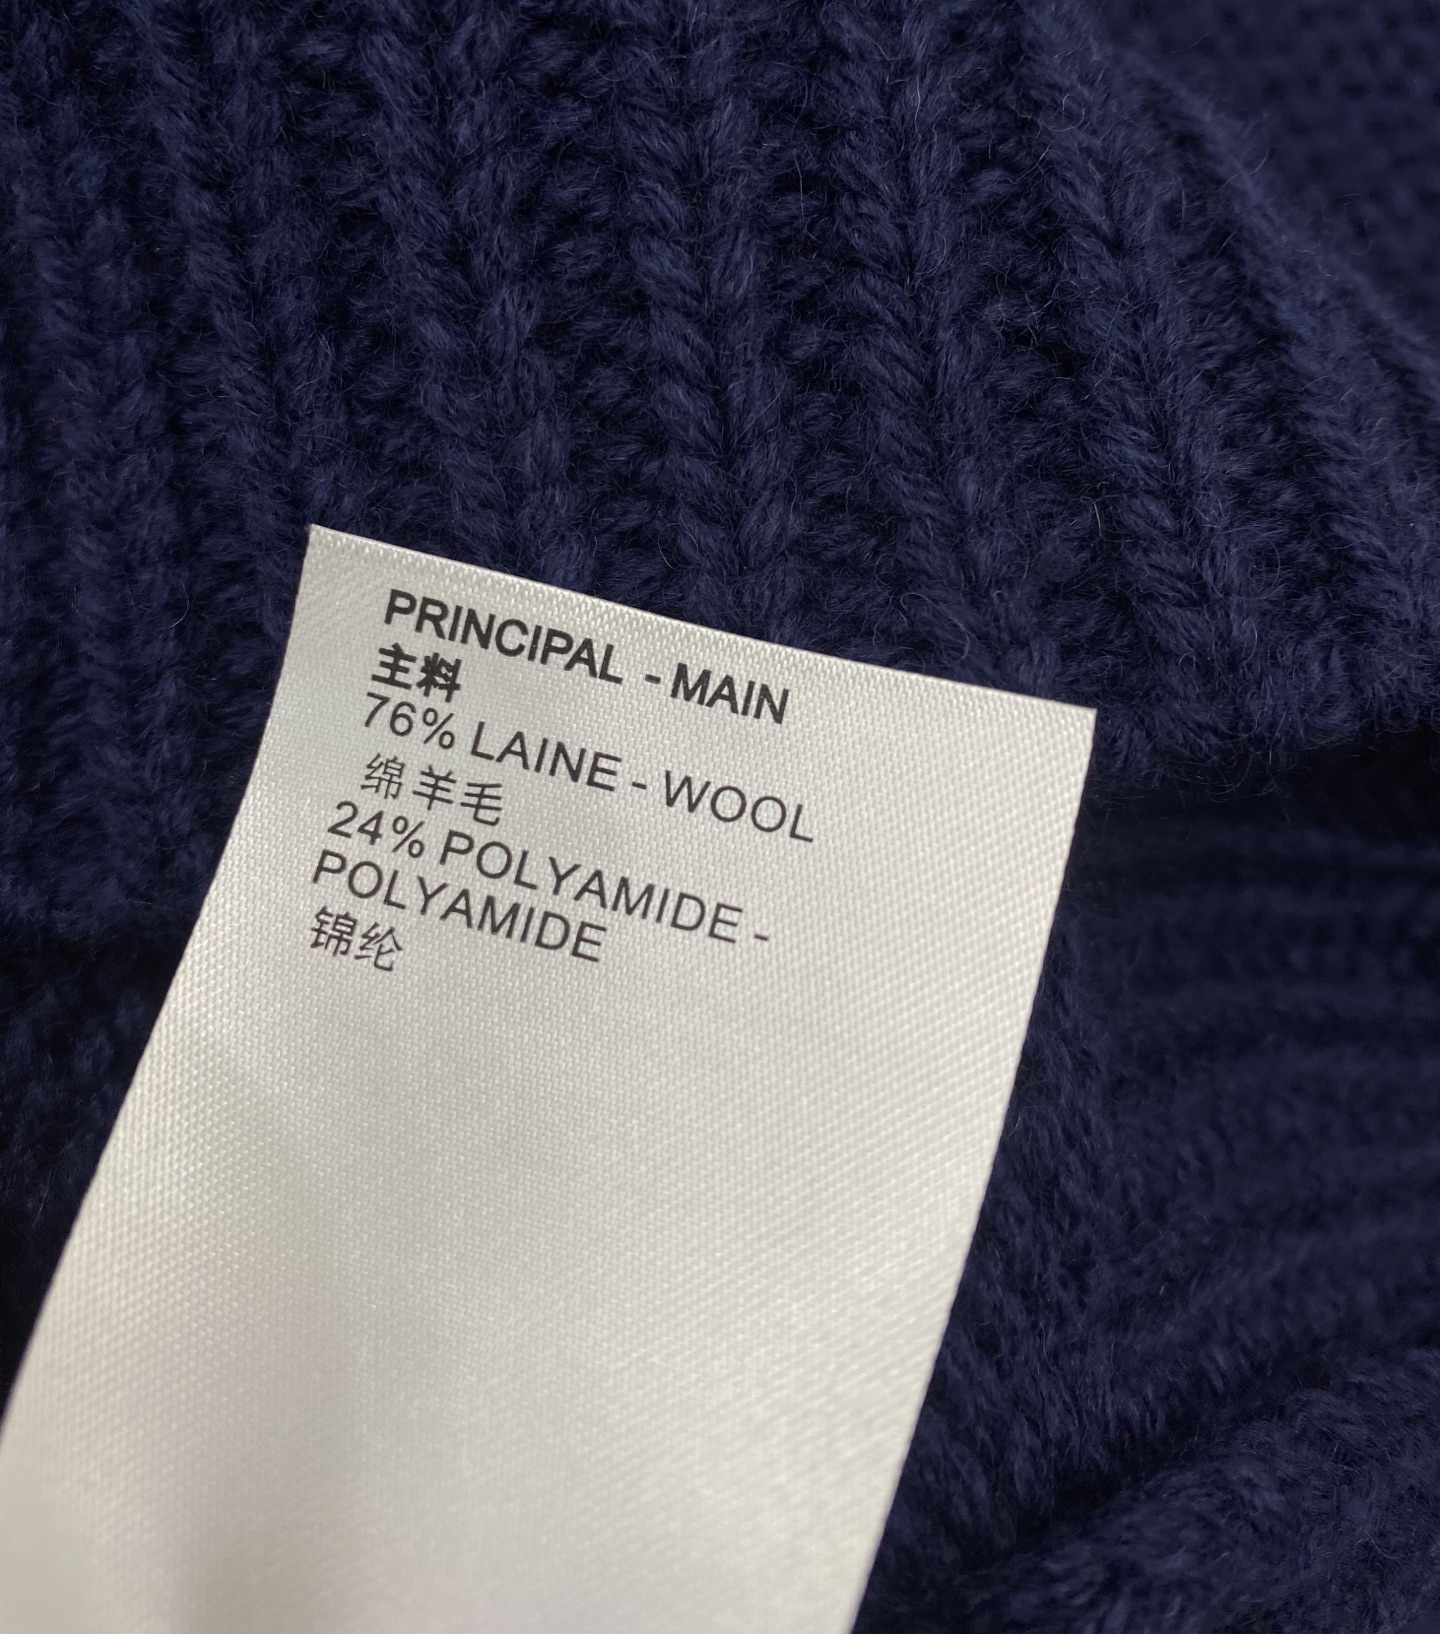 PRINCIPAL - MAIN
主料
76% LAINE - WOOL
绵羊毛
24% POLYAMIDE -
POLYAMIDE
锦纶